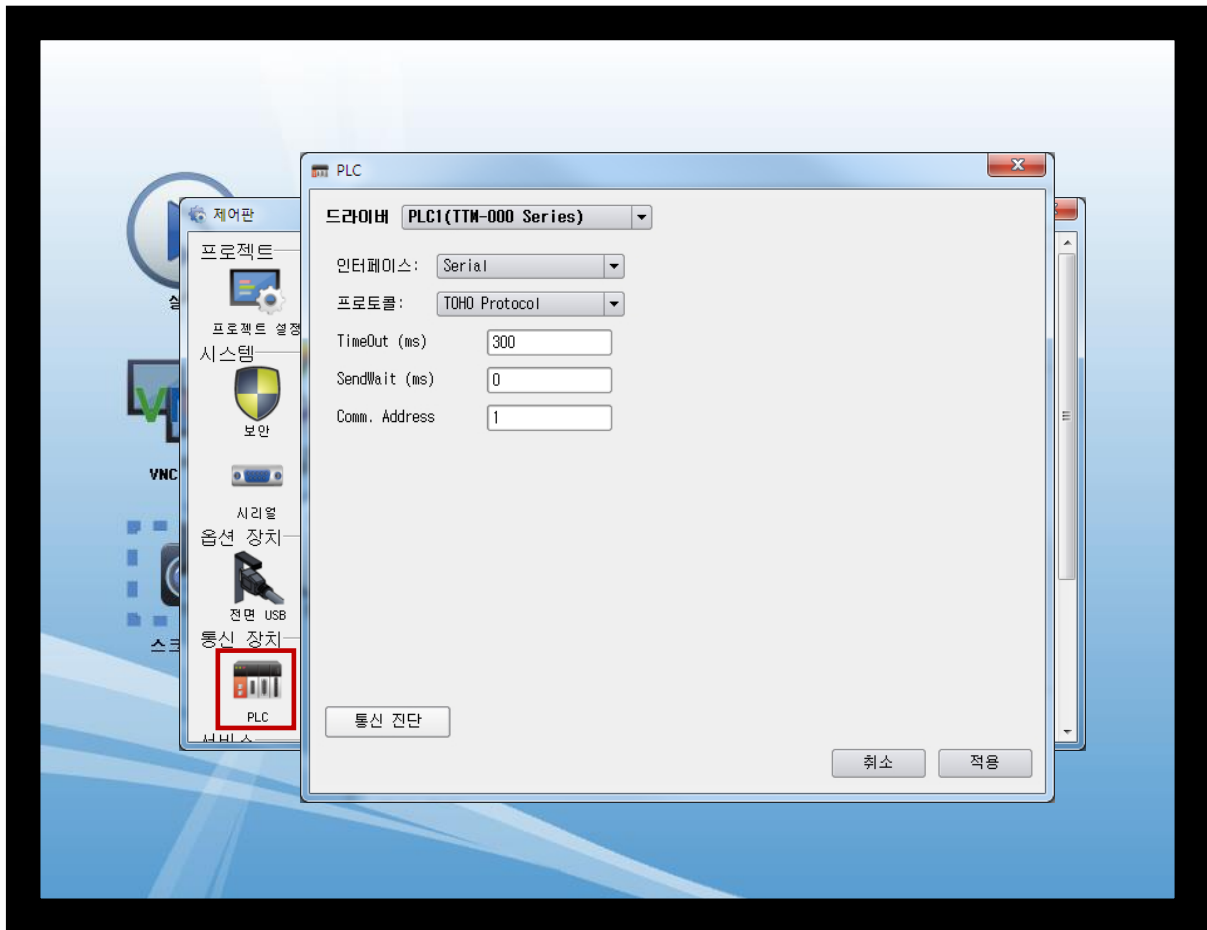 PLC
드라이버 PLC1(TTM-000 Series)
인터페이스: Serial
프로토콜: TOHO Protocol
TimeOut (ms) 300
SendWait (ms) 0
Comm. Address 1
통신 진단
취소 적용
제어판
프로젝트
프로젝트 설정
시스템
보안
시리얼
옵션 장치
전면 USB
통신 장치
PLC
서비스
VNC